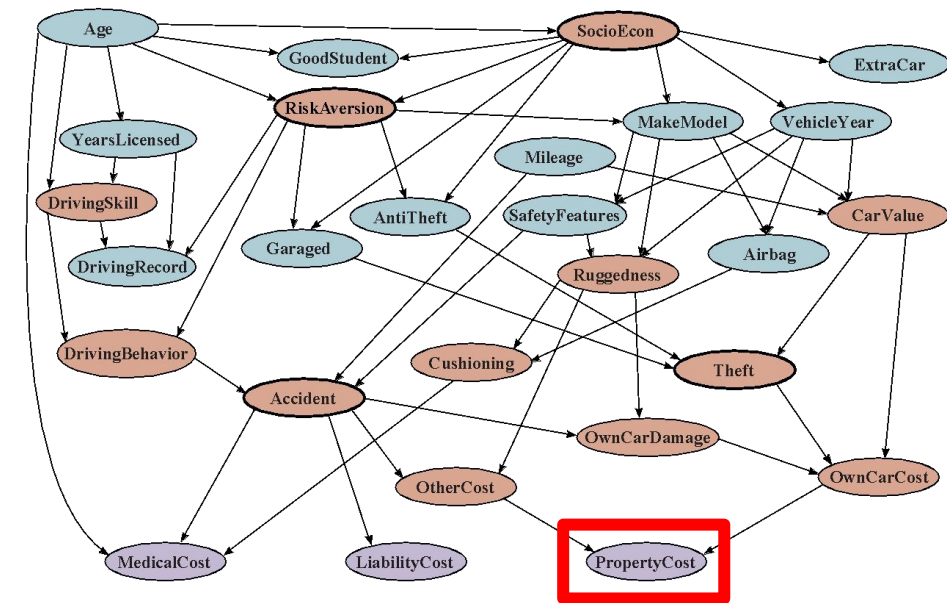 Age
SocioEcon
GoodStudent
ExtraCar
RiskAversion
MakeModel
VehicleYear
YearsLicensed
Mileage
DrivingSkill
AntiTheft
SafetyFeatures
CarValue
Garaged
Airbag
DrivingRecord
Ruggedness
DrivingBehavior
Cushioning
Theft
Accident
OwnCarDamage
OwnCarCost
OtherCost
MedicalCost
LiabilityCost
PropertyCost